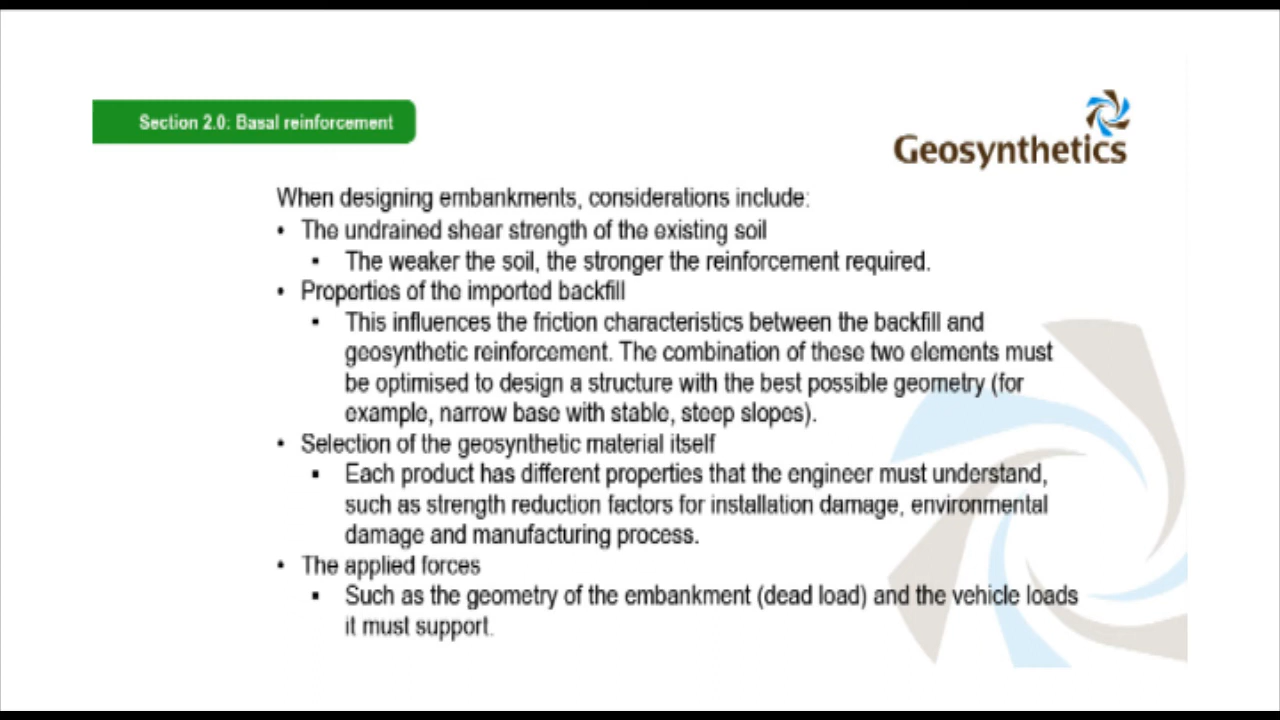 Section 2.0: Basal reinforcement
Geosynthetics
When designing embankments, considerations include:
• The undrained shear strength of the existing soil
▪ The weaker the soil, the stronger the reinforcement required.
• Properties of the imported backfill
▪ This influences the friction characteristics between the backfill and
geosynthetic reinforcement. The combination of these two elements must
be optimised to design a structure with the best possible geometry (for
example, narrow base with stable, steep slopes).
• Selection of the geosynthetic material itself
▪ Each product has different properties that the engineer must understand,
such as strength reduction factors for installation damage, environmental
damage and manufacturing process.
• The applied forces
▪ Such as the geometry of the embankment (dead load) and the vehicle loads
it must support.